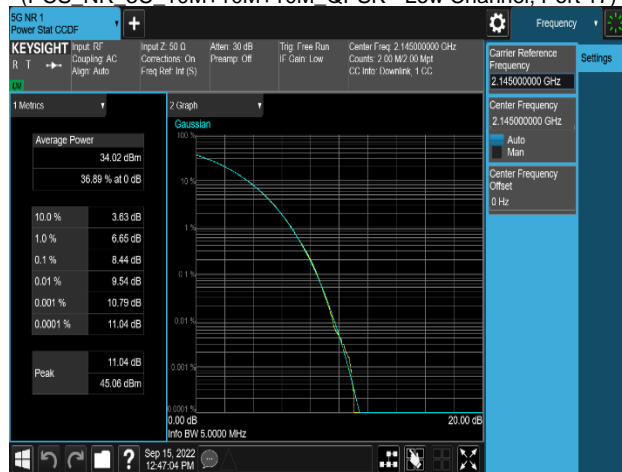 5G NR 1
Power Stat CCDF
Frequency
KEYSIGHT
R T
LXI
Input: RF
Coupling: AC
Align: Auto
Input Z: 50 Ω
Corrections: On
Freq Ref: Int (S)
Atten: 30 dB
Preamp: Off
Trig: Free Run
IF Gain: Low
Center Freq: 2.145000000 GHz
Counts: 2.00 M/2.00 Mpt
CC Info: Downlink, 1 CC
Carrier Reference
Frequency
2.145000000 GHz
Settings
Center Frequency
2.145000000 GHz
Auto
Man
Center Frequency
Offset
0 Hz
1 Metrics
Average Power
34.02 dBm
36.89 % at 0 dB
10.0 % 3.63 dB
1.0 % 6.65 dB
0.1 % 8.44 dB
0.01 % 9.54 dB
0.001 % 10.79 dB
0.0001 % 11.04 dB
Peak
11.04 dB
45.06 dBm
2 Graph
Gaussian
100 %
10 %
1 %
0.1 %
0.01 %
0.001 %
0.0001 %
0.00 dB 20.00 dB
Info BW 5.0000 MHz
?
Sep 15, 2022
12:47:04 PM